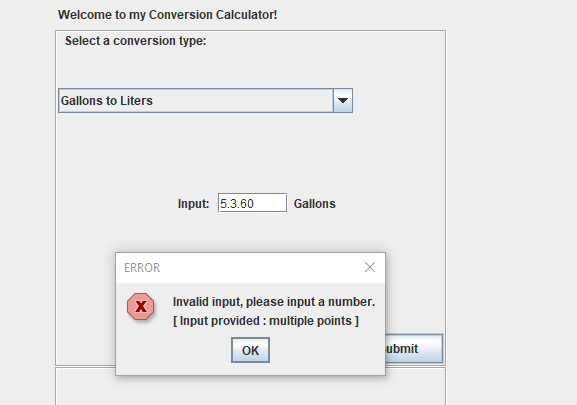 Welcome to my Conversion Calculator!
Select a conversion type:
Gallons to Liters
Input: 5.3.60 Gallons
ERROR
Invalid input, please input a number.
[ Input provided : multiple points ]
OK
ubmit